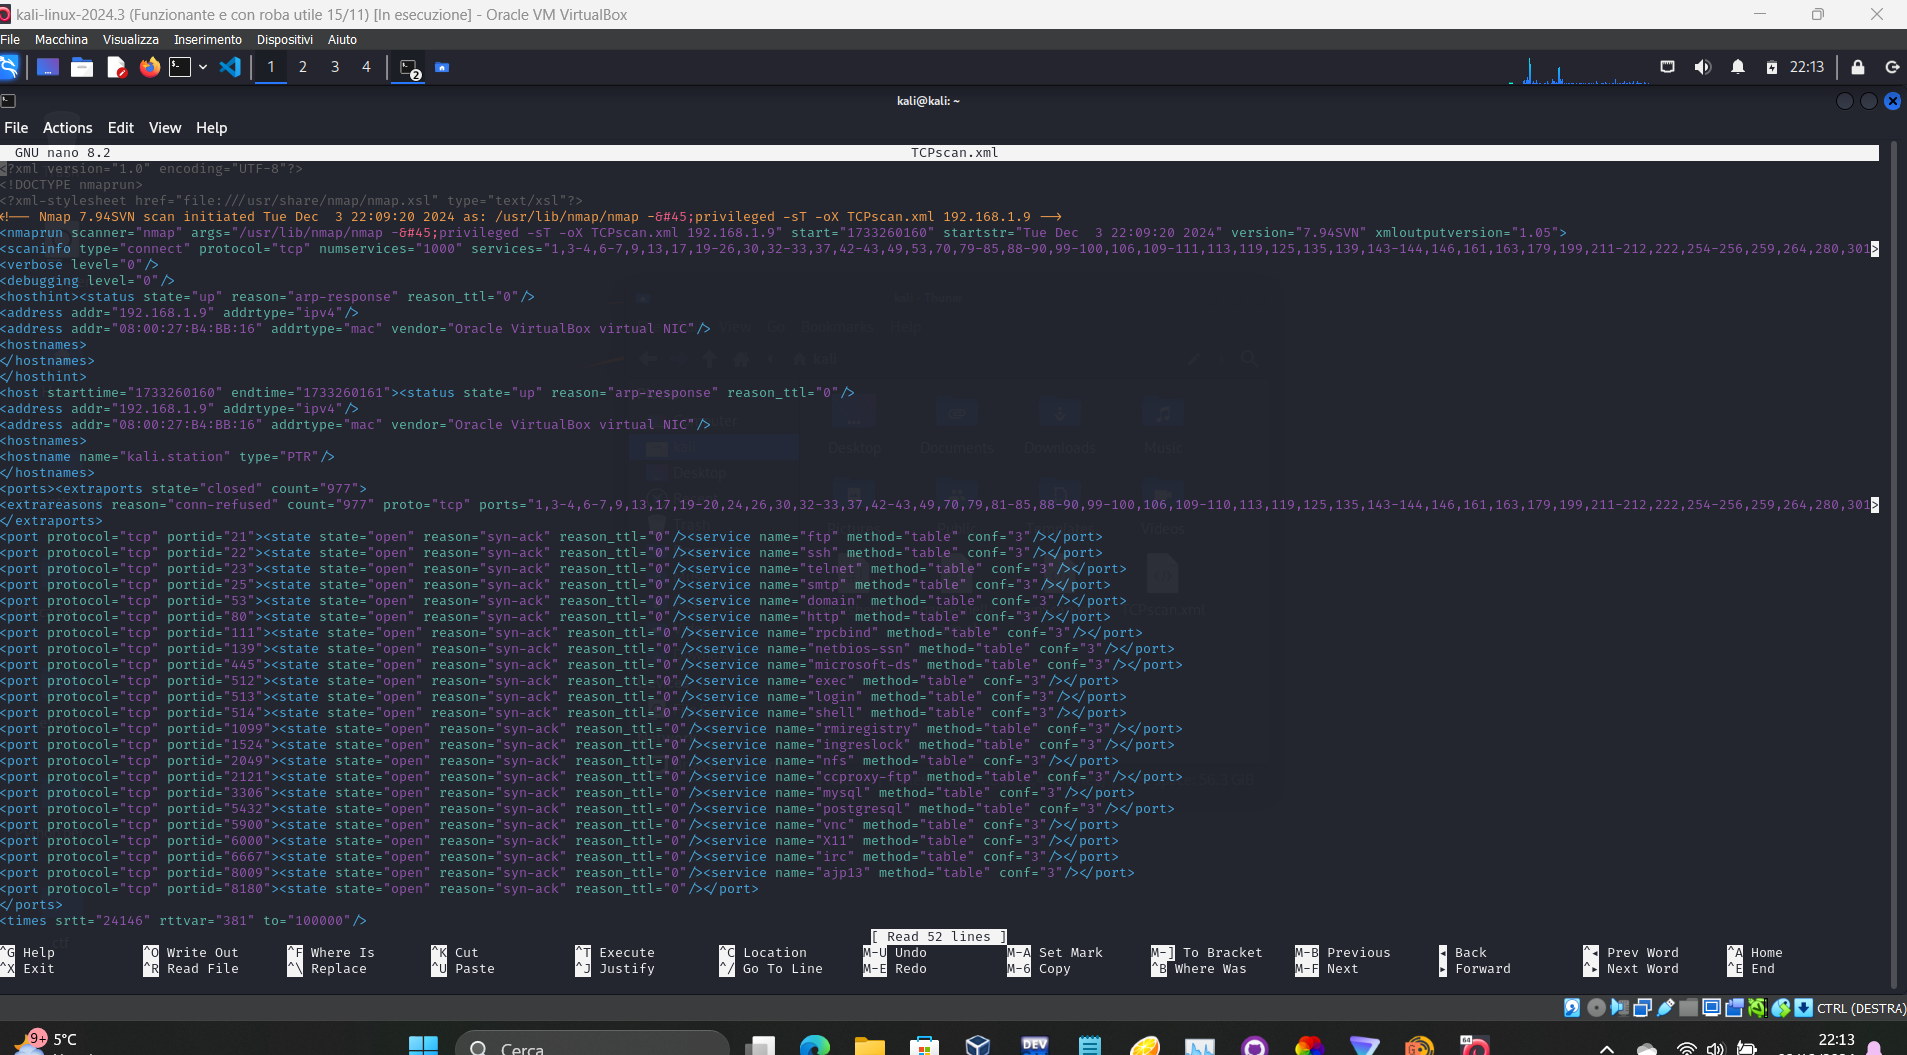 kali-linux-2024.3 (Funzionante e con roba utile 15/11) [In esecuzione] - Oracle VM VirtualBox
File Macchina Visualizza Inserimento Dispositivi Aiuto
1 2 3 4 2 22:13
kali@kali: ~
File Actions Edit View Help
GNU nano 8.2 TCPscan.xml
<?xml version="1.0" encoding="UTF-8"?>
<!DOCTYPE nmaprun>
<?xml-stylesheet href="file:///usr/share/nmap/nmap.xsl" type="text/xsl"?>
<!-- Nmap 7.94SVN scan initiated Tue Dec  3 22:09:20 2024 as: /usr/lib/nmap/nmap -&#45;privileged -sT -oX TCPscan.xml 192.168.1.9 -->
<nmaprun scanner="nmap" args="/usr/lib/nmap/nmap -&#45;privileged -sT -oX TCPscan.xml 192.168.1.9" start="1733260160" startstr="Tue Dec  3 22:09:20 2024" version="7.94SVN" xmloutputversion="1.05">
<scaninfo type="connect" protocol="tcp" numservices="1000" services="1,3-4,6-7,9,13,17,19-26,30,32-33,37,42-43,49,53,70,79-85,88-90,99-100,106,109-111,113,119,125,135,139,143-144,146,161,163,179,199,211-212,222,254-256,259,264,280,301>
<verbose level="0"/>
<debugging level="0"/>
<hosthint><status state="up" reason="arp-response" reason_ttl="0"/>
<address addr="192.168.1.9" addrtype="ipv4"/>
<address addr="08:00:27:B4:BB:16" addrtype="mac" vendor="Oracle VirtualBox virtual NIC"/>
<hostnames>
</hostnames>
</hosthint>
<host starttime="1733260160" endtime="1733260161"><status state="up" reason="arp-response" reason_ttl="0"/>
<address addr="192.168.1.9" addrtype="ipv4"/>
<address addr="08:00:27:B4:BB:16" addrtype="mac" vendor="Oracle VirtualBox virtual NIC"/>
<hostnames>
<hostname name="kali.station" type="PTR"/>
</hostnames>
<ports><extraports state="closed" count="977">
<extrareasons reason="conn-refused" count="977" proto="tcp" ports="1,3-4,6-7,9,13,17,19-20,24,26,30,32-33,37,42-43,49,70,79,81-85,88-90,99-100,106,109-110,113,119,125,135,143-144,146,161,163,179,199,211-212,222,254-256,259,264,280,301>
</extraports>
<port protocol="tcp" portid="21"><state state="open" reason="syn-ack" reason_ttl="0"/><service name="ftp" method="table" conf="3"/></port>
<port protocol="tcp" portid="22"><state state="open" reason="syn-ack" reason_ttl="0"/><service name="ssh" method="table" conf="3"/></port>
<port protocol="tcp" portid="23"><state state="open" reason="syn-ack" reason_ttl="0"/><service name="telnet" method="table" conf="3"/></port>
<port protocol="tcp" portid="25"><state state="open" reason="syn-ack" reason_ttl="0"/><service name="smtp" method="table" conf="3"/></port>
<port protocol="tcp" portid="53"><state state="open" reason="syn-ack" reason_ttl="0"/><service name="domain" method="table" conf="3"/></port>
<port protocol="tcp" portid="80"><state state="open" reason="syn-ack" reason_ttl="0"/><service name="http" method="table" conf="3"/></port>
<port protocol="tcp" portid="111"><state state="open" reason="syn-ack" reason_ttl="0"/><service name="rpcbind" method="table" conf="3"/></port>
<port protocol="tcp" portid="139"><state state="open" reason="syn-ack" reason_ttl="0"/><service name="netbios-ssn" method="table" conf="3"/></port>
<port protocol="tcp" portid="445"><state state="open" reason="syn-ack" reason_ttl="0"/><service name="microsoft-ds" method="table" conf="3"/></port>
<port protocol="tcp" portid="512"><state state="open" reason="syn-ack" reason_ttl="0"/><service name="exec" method="table" conf="3"/></port>
<port protocol="tcp" portid="513"><state state="open" reason="syn-ack" reason_ttl="0"/><service name="login" method="table" conf="3"/></port>
<port protocol="tcp" portid="514"><state state="open" reason="syn-ack" reason_ttl="0"/><service name="shell" method="table" conf="3"/></port>
<port protocol="tcp" portid="1099"><state state="open" reason="syn-ack" reason_ttl="0"/><service name="rmiregistry" method="table" conf="3"/></port>
<port protocol="tcp" portid="1524"><state state="open" reason="syn-ack" reason_ttl="0"/><service name="ingreslock" method="table" conf="3"/></port>
<port protocol="tcp" portid="2049"><state state="open" reason="syn-ack" reason_ttl="0"/><service name="nfs" method="table" conf="3"/></port>
<port protocol="tcp" portid="2121"><state state="open" reason="syn-ack" reason_ttl="0"/><service name="ccproxy-ftp" method="table" conf="3"/></port>
<port protocol="tcp" portid="3306"><state state="open" reason="syn-ack" reason_ttl="0"/><service name="mysql" method="table" conf="3"/></port>
<port protocol="tcp" portid="5432"><state state="open" reason="syn-ack" reason_ttl="0"/><service name="postgresql" method="table" conf="3"/></port>
<port protocol="tcp" portid="5900"><state state="open" reason="syn-ack" reason_ttl="0"/><service name="vnc" method="table" conf="3"/></port>
<port protocol="tcp" portid="6000"><state state="open" reason="syn-ack" reason_ttl="0"/><service name="X11" method="table" conf="3"/></port>
<port protocol="tcp" portid="6667"><state state="open" reason="syn-ack" reason_ttl="0"/><service name="irc" method="table" conf="3"/></port>
<port protocol="tcp" portid="8009"><state state="open" reason="syn-ack" reason_ttl="0"/><service name="ajp13" method="table" conf="3"/></port>
<port protocol="tcp" portid="8180"><state state="open" reason="syn-ack" reason_ttl="0"/></port>
</ports>
<times srtt="24146" rttvar="381" to="100000"/>
[ Read 52 lines ]
^G Help ^O Write Out ^F Where Is ^K Cut ^T Execute ^C Location M-U Undo M-A Set Mark M-] To Bracket M-B Previous ◂ Back ^◂ Prev Word ^A Home
^X Exit ^R Read File ^\ Replace ^U Paste ^J Justify ^/ Go To Line M-E Redo M-6 Copy ^B Where Was M-F Next ▸ Forward ^▸ Next Word ^E End
CTRL (DESTRA)
9+ 5°C
Cerca
DEV
64
22:13